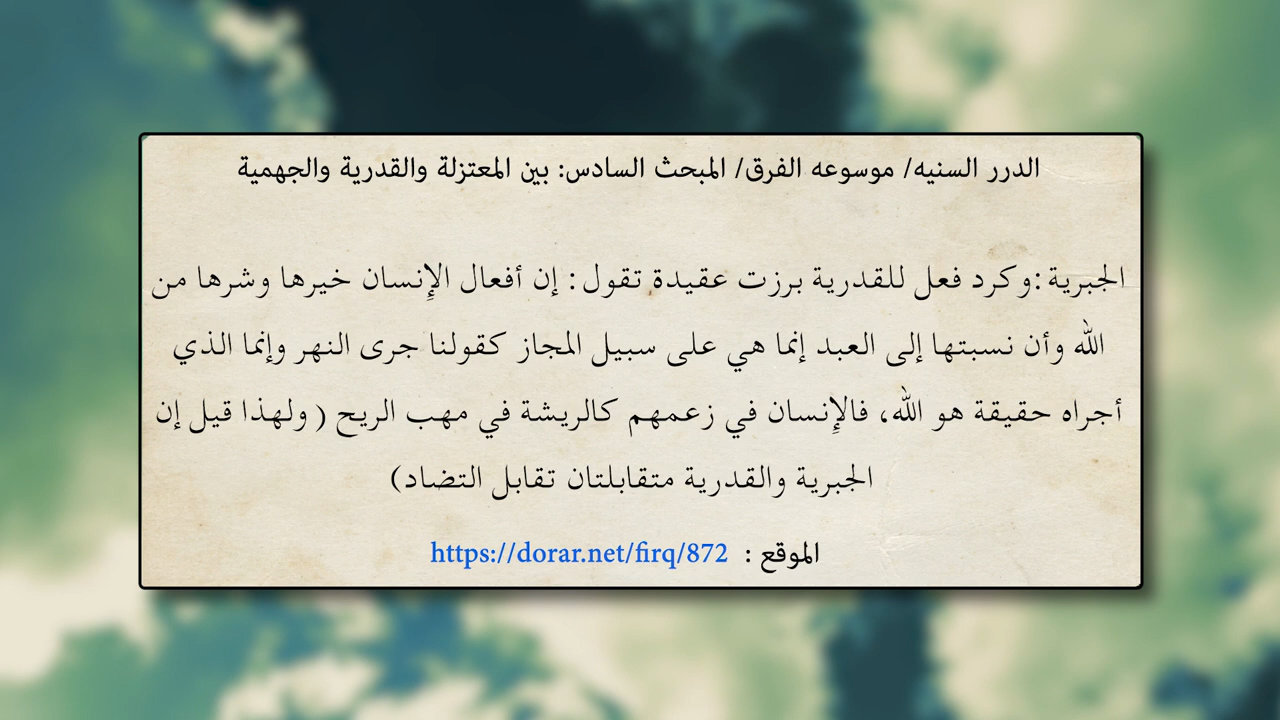 الدرر السنيه/ موسوعه الفرق/ المبحث السادس: بين المعتزلة والقدرية والجهمية
الجبرية :وكرد فعل للقدرية برزت عقيدة تقول : إن أفعال الإنسان خيرها وشرها من
الله وأن نسبتها إلى العبد إنما هي على سبيل المجاز كقولنا جرى النهر وإنما الذي
أجراه حقيقة هو الله، فالإنسان في زعمهم كالريشة في مهب الريح ( ولهذا قيل إن
الجبرية والقدرية متقابلتان تقابل التضاد)
الموقع : https://dorar.net/firq/872